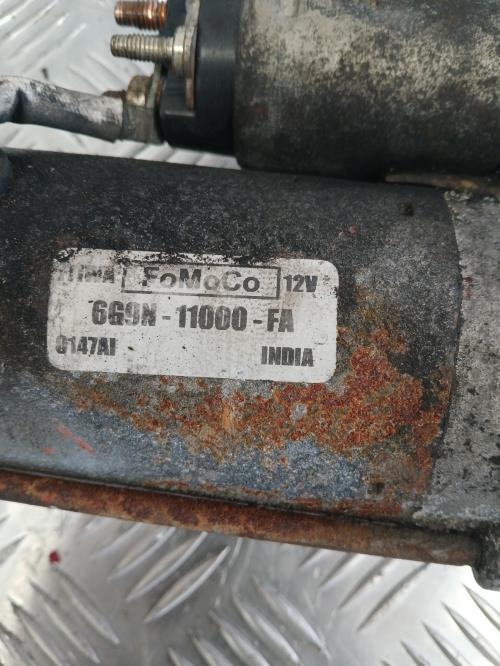 FoMoCo 12V
6G9N - 11000 - FA
0147AI INDIA